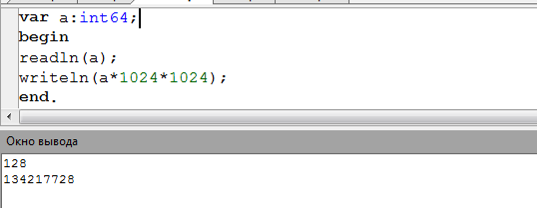 var a:int64;
begin
readln(a);
writeln(a*1024*1024);
end.
Окно вывода
128
134217728